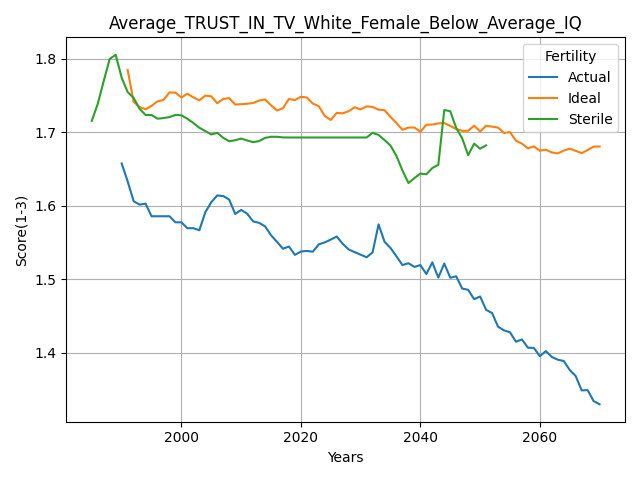 Average_TRUST_IN_TV_White_Female_Below_Average_IQ
Fertility
Actual
Ideal
Sterile
Score(1-3)
1.8
1.7
1.6
1.5
1.4
2000
2020
2040
2060
Years